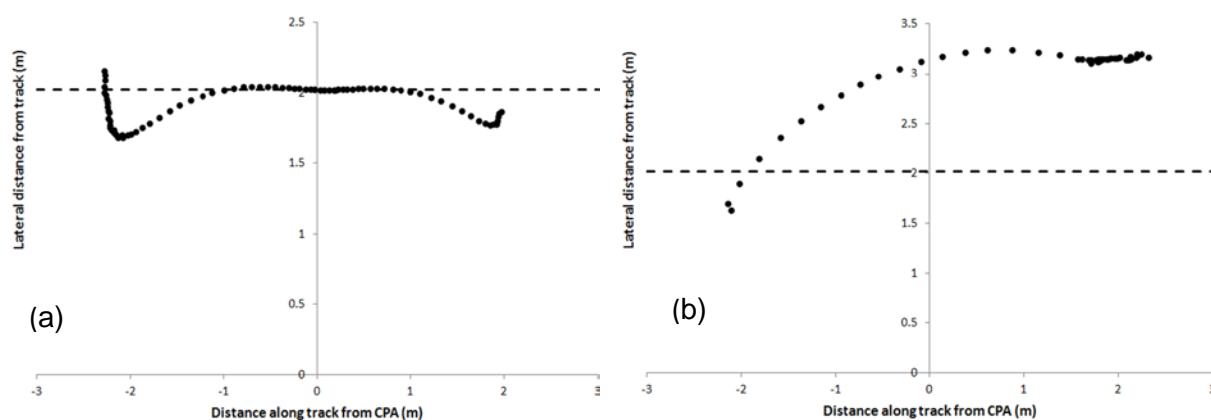 Lateral distance from track (m)
2.5
2
1.5
1
0.5
0
-3 -2 -1 0 1 2 3
Distance along track from CPA (m)
(a)
Lateral distance from track (m)
3.5
3
2.5
2
1.5
1
0.5
0
-3 -2 -1 0 1 2 3
Distance along track from CPA (m)
(b)